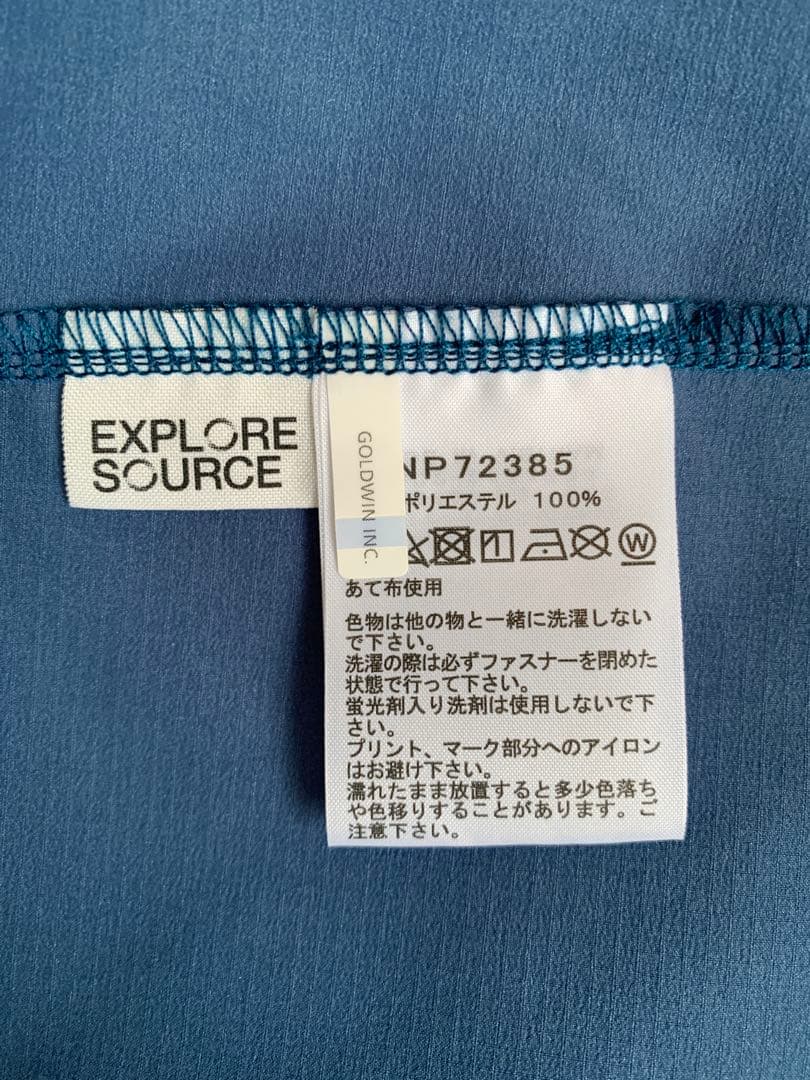 EXPLORE
SOURCE
GOLDWIN INC.
NP72385
ポリエステル 100%
W
あて布使用
色物は他の物と一緒に洗濯しない
で下さい。
洗濯の際は必ずファスナーを閉めた
状態で行って下さい。
蛍光剤入り洗剤は使用しないで下
さい。
プリント、マーク部分へのアイロン
はお避け下さい。
濡れたまま放置すると多少色落ち
や色移りすることがあります。ご
注意下さい。